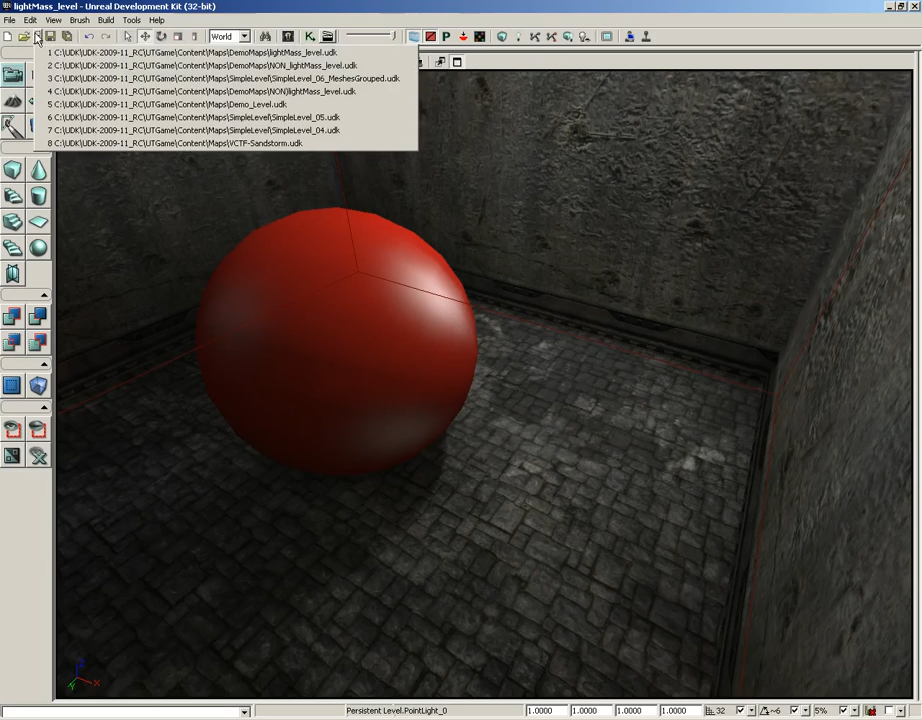 lightMass_level - Unreal Development Kit (32-bit)
File Edit View Brush Build Tools Help
World
1 C:\UDK\UDK-2009-11_RC\UTGame\Content\Maps\DemoMaps\lightMass_level.udk
2 C:\UDK\UDK-2009-11_RC\UTGame\Content\Maps\DemoMaps\NON_lightMass_level.udk
3 C:\UDK\UDK-2009-11_RC\UTGame\Content\Maps\SimpleLevel\SimpleLevel_06_MeshesGrouped.udk
4 C:\UDK\UDK-2009-11_RC\UTGame\Content\Maps\DemoMaps\NON)lightMass_level.udk
5 C:\UDK\UDK-2009-11_RC\UTGame\Content\Maps\Demo_Level.udk
6 C:\UDK\UDK-2009-11_RC\UTGame\Content\Maps\SimpleLevel\SimpleLevel_05.udk
7 C:\UDK\UDK-2009-11_RC\UTGame\Content\Maps\SimpleLevel\SimpleLevel_04.udk
8 C:\UDK\UDK-2009-11_RC\UTGame\Content\Maps\VCTF-Sandstorm.udk
Z
Y X
Persistent Level.PointLight_0 1.0000 1.0000 1.0000 1.0000 32 ~6 5%